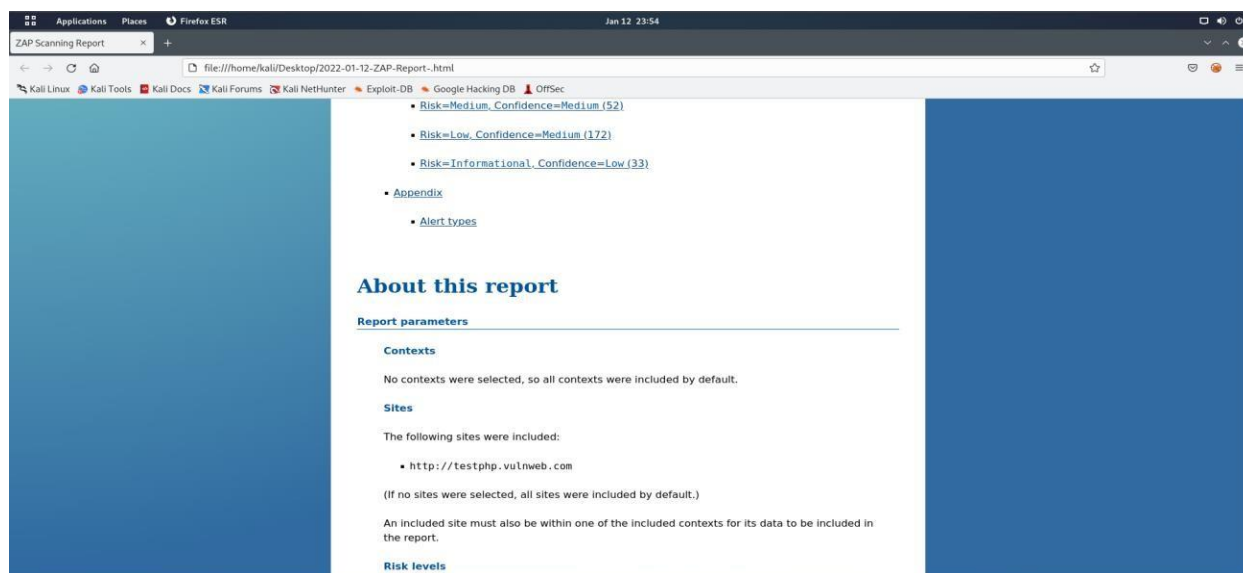 Applications Places Firefox ESR Jan 12 23:54
ZAP Scanning Report × +
file:///home/kali/Desktop/2022-01-12-ZAP-Report-.html
Kali Linux Kali Tools Kali Docs Kali Forums Kali NetHunter Exploit-DB Google Hacking DB OffSec
Risk=Medium, Confidence=Medium (52)
Risk=Low, Confidence=Medium (172)
Risk=Informational, Confidence=Low (33)
Appendix
Alert types
About this report
Report parameters
Contexts
No contexts were selected, so all contexts were included by default.
Sites
The following sites were included:
http://testphp.vulnweb.com
(If no sites were selected, all sites were included by default.)
An included site must also be within one of the included contexts for its data to be included in
the report.
Risk levels